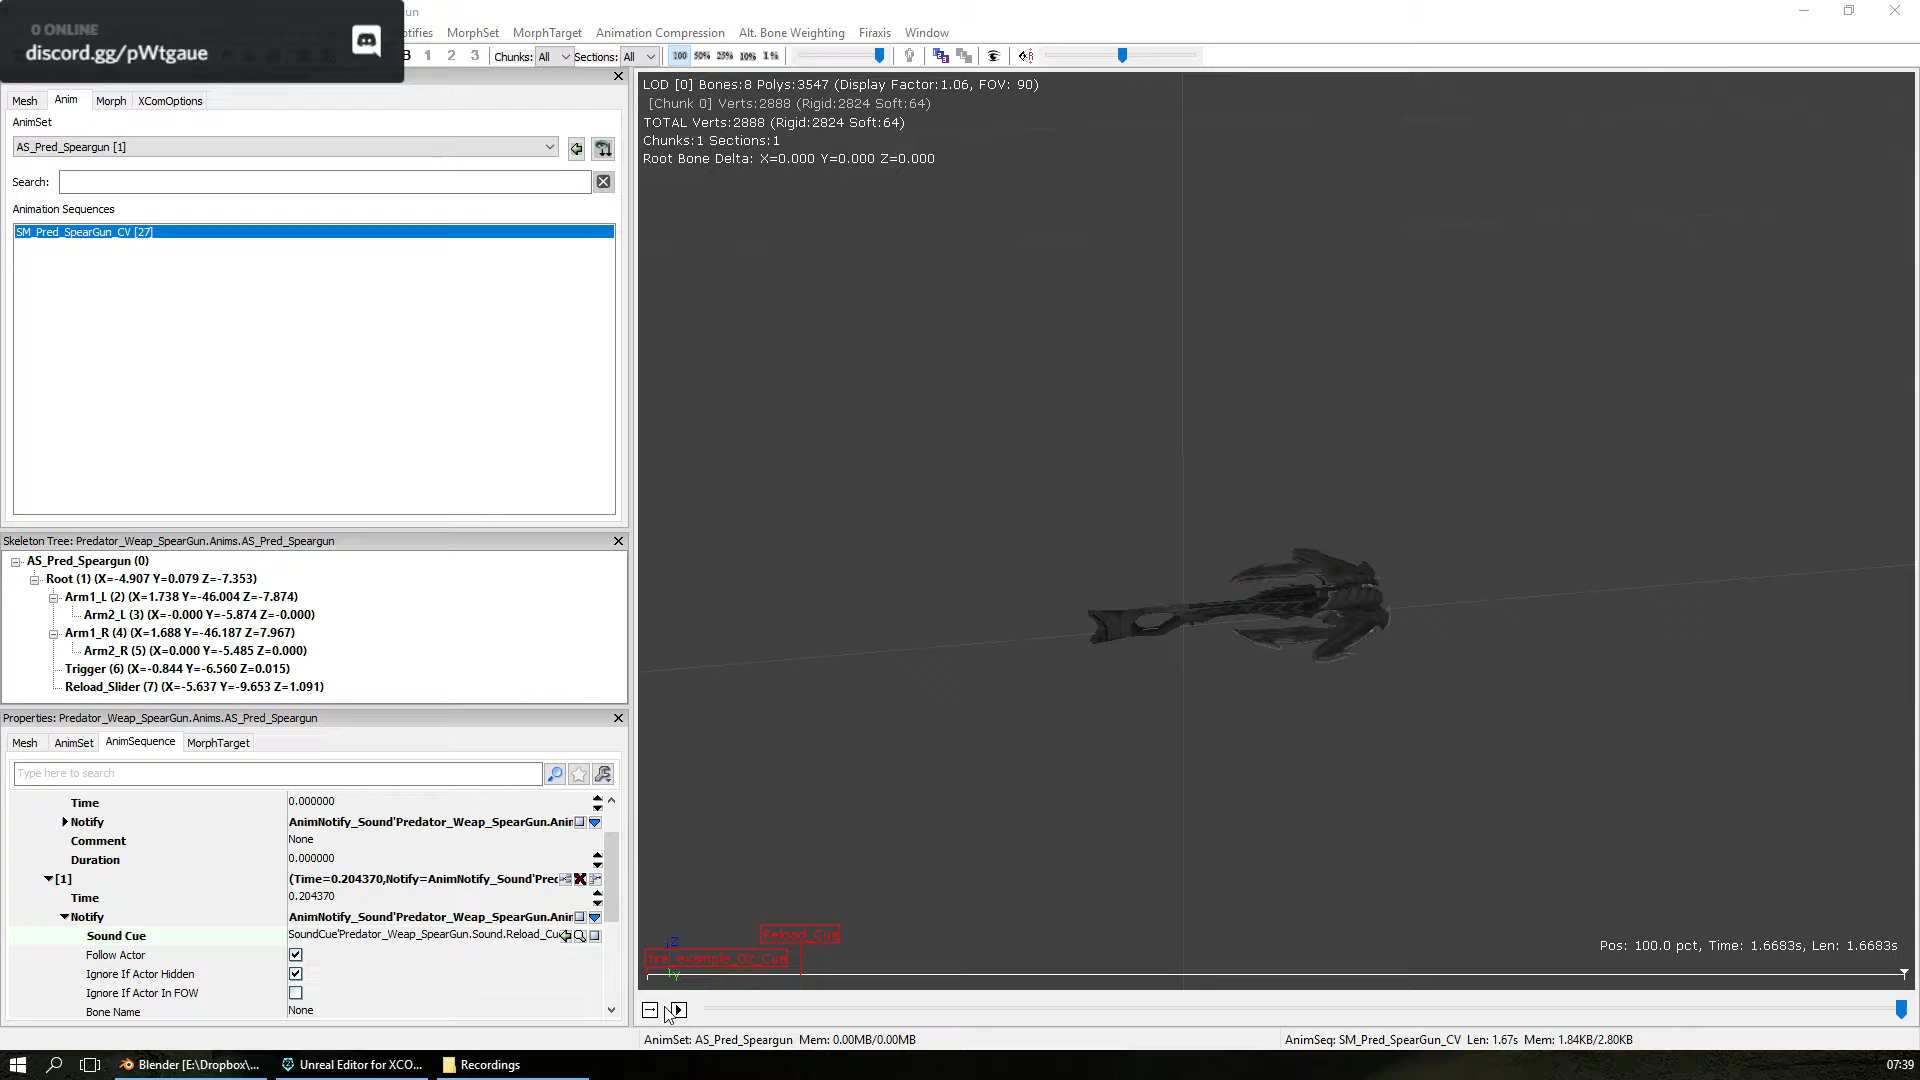 0 ONLINE
discord.gg/pWtgaue
MorphSet MorphTarget Animation Compression Alt. Bone Weighting Firaxis Window
1 2 3 Chunks: All Sections: All 100 50% 25% 10% 1%
Mesh Anim Morph XComOptions
AnimSet
AS_Pred_Speargun [1]
Search:
Animation Sequences
SM_Pred_SpearGun_CV [27]
LOD [0] Bones:8 Polys:3547 (Display Factor:1.06, FOV: 90)
[Chunk 0] Verts:2888 (Rigid:2824 Soft:64)
TOTAL Verts:2888 (Rigid:2824 Soft:64)
Chunks:1 Sections:1
Root Bone Delta: X=0.000 Y=0.000 Z=0.000
Skeleton Tree: Predator_Weap_SpearGun.Anims.AS_Pred_Speargun
AS_Pred_Speargun (0)
Root (1) (X=-4.907 Y=0.079 Z=-7.353)
Arm1_L (2) (X=1.738 Y=-46.004 Z=-7.874)
Arm2_L (3) (X=-0.000 Y=-5.874 Z=-0.000)
Arm1_R (4) (X=1.688 Y=-46.187 Z=7.967)
Arm2_R (5) (X=0.000 Y=-5.485 Z=0.000)
Trigger (6) (X=-0.844 Y=-6.560 Z=0.015)
Reload_Slider (7) (X=-5.637 Y=-9.653 Z=1.091)
Properties: Predator_Weap_SpearGun.Anims.AS_Pred_Speargun
Mesh AnimSet AnimSequence MorphTarget
Type here to search
Time 0.000000
Notify AnimNotify_Sound'Predator_Weap_SpearGun.Anin
Comment None
Duration 0.000000
[1] (Time=0.204370,Notify=AnimNotify_Sound'Pred
Time 0.204370
Notify AnimNotify_Sound'Predator_Weap_SpearGun.Anin
Sound Cue SoundCue'Predator_Weap_SpearGun.Sound.Reload_Cu
Follow Actor
Ignore If Actor Hidden
Ignore If Actor In FOW
Bone Name None
Reload_Cue
fire_example_02_Cue
Z
Y
Pos: 100.0 pct, Time: 1.6683s, Len: 1.6683s
AnimSet: AS_Pred_Speargun Mem: 0.00MB/0.00MB
AnimSeq: SM_Pred_SpearGun_CV Len: 1.67s Mem: 1.84KB/2.80KB
Blender [E:\Dropbox\... Unreal Editor for XCO... Recordings 07:39